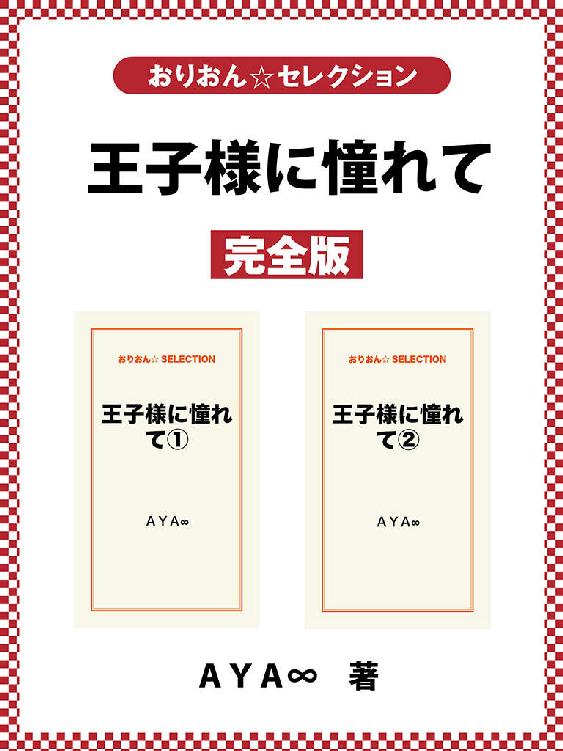 おりおん☆セレクション
王子様に憧れて
完全版
おりおん☆ SELECTION
王子様に憧れ
て①
AYA∞
おりおん☆ SELECTION
王子様に憧れ
て②
AYA∞
AYA∞ 著